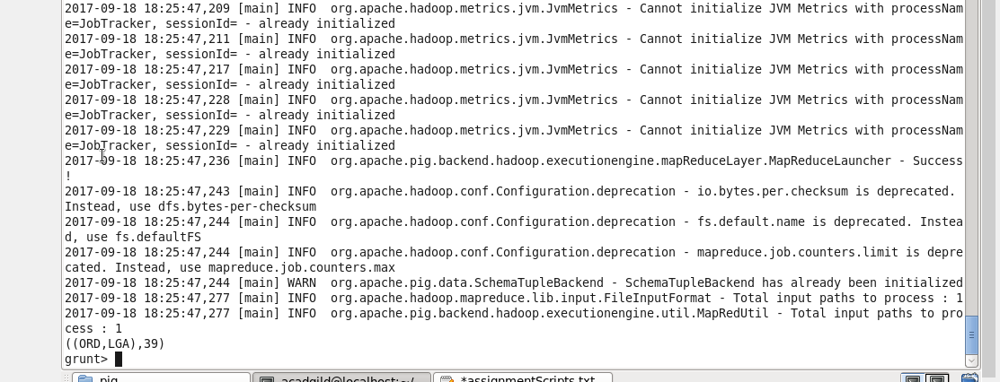 2017-09-18 18:25:47,209 [main] INFO  org.apache.hadoop.metrics.jvm.JvmMetrics - Cannot initialize JVM Metrics with processNam
e=JobTracker, sessionId= - already initialized
2017-09-18 18:25:47,211 [main] INFO  org.apache.hadoop.metrics.jvm.JvmMetrics - Cannot initialize JVM Metrics with processNam
e=JobTracker, sessionId= - already initialized
2017-09-18 18:25:47,217 [main] INFO  org.apache.hadoop.metrics.jvm.JvmMetrics - Cannot initialize JVM Metrics with processNam
e=JobTracker, sessionId= - already initialized
2017-09-18 18:25:47,228 [main] INFO  org.apache.hadoop.metrics.jvm.JvmMetrics - Cannot initialize JVM Metrics with processNam
e=JobTracker, sessionId= - already initialized
2017-09-18 18:25:47,229 [main] INFO  org.apache.hadoop.metrics.jvm.JvmMetrics - Cannot initialize JVM Metrics with processNam
e=JobTracker, sessionId= - already initialized
2017-09-18 18:25:47,236 [main] INFO  org.apache.pig.backend.hadoop.executionengine.mapReduceLayer.MapReduceLauncher - Success
!
2017-09-18 18:25:47,243 [main] INFO  org.apache.hadoop.conf.Configuration.deprecation - io.bytes.per.checksum is deprecated.
Instead, use dfs.bytes-per-checksum
2017-09-18 18:25:47,244 [main] INFO  org.apache.hadoop.conf.Configuration.deprecation - fs.default.name is deprecated. Instea
d, use fs.defaultFS
2017-09-18 18:25:47,244 [main] INFO  org.apache.hadoop.conf.Configuration.deprecation - mapreduce.job.counters.limit is depre
cated. Instead, use mapreduce.job.counters.max
2017-09-18 18:25:47,244 [main] WARN  org.apache.pig.data.SchemaTupleBackend - SchemaTupleBackend has already been initialized
2017-09-18 18:25:47,277 [main] INFO  org.apache.hadoop.mapreduce.lib.input.FileInputFormat - Total input paths to process : 1
2017-09-18 18:25:47,277 [main] INFO  org.apache.pig.backend.hadoop.executionengine.util.MapRedUtil - Total input paths to pro
cess : 1
((ORD,LGA),39)
grunt>
pig acadgild@localhost:~/ *assignmentScripts.txt